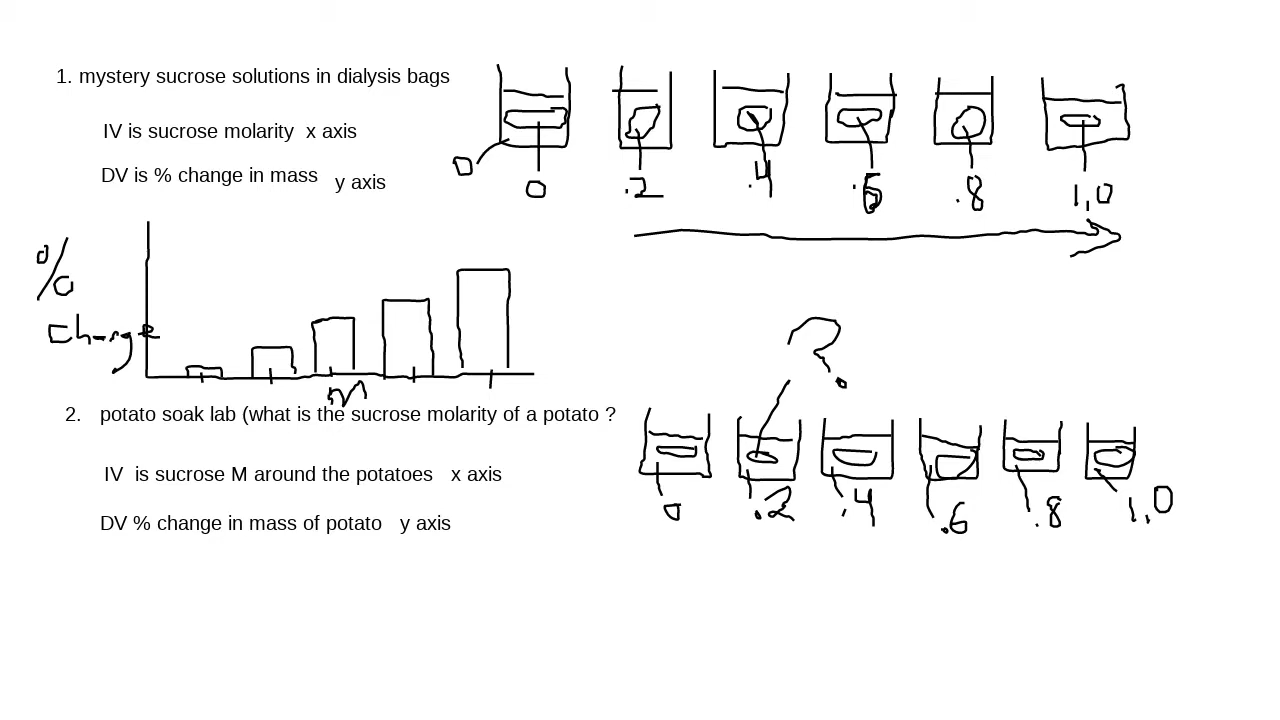 1. mystery sucrose solutions in dialysis bags
IV is sucrose molarity x axis
DV is % change in mass y axis
0 0 .2 .4 .6 .8 1.0
% change
M
2. potato soak lab (what is the sucrose molarity of a potato ?
IV is sucrose M around the potatoes x axis
DV % change in mass of potato y axis
?
0 .2 .4 .6 .8 1.0